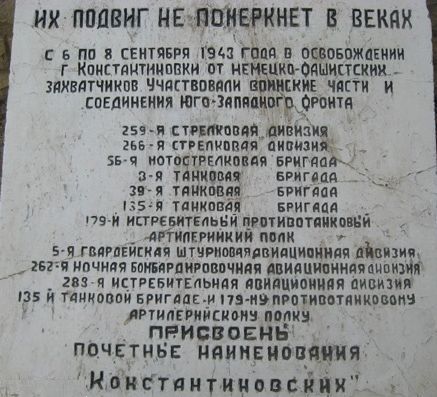 ИХ ПОДВИГ НЕ ПОМЕРКНЕТ В ВЕКАХ
С 6 ПО 8 СЕНТЯБРЯ 1943 ГОДА В ОСВОБОЖДЕНИИ
Г КОНСТАНТИНОВКИ ОТ НЕМЕЦКО-ФАШИСТСКИХ
ЗАХВАТЧИКОВ УЧАСТВОВАЛИ ВОИНСКИЕ ЧАСТИ И
СОЕДИНЕНИЯ ЮГО-ЗАПАДНОГО ФРОНТА
259-Я СТРЕЛКОВАЯ ДИВИЗИЯ
266-Я СТРЕЛКОВАЯ ДИВИЗИЯ
56-Я МОТОСТРЕЛКОВАЯ БРИГАДА
3-Я ТАНКОВАЯ БРИГАДА
39-Я ТАНКОВАЯ БРИГАДА
135-Я ТАНКОВАЯ БРИГАДА
179-Й ИСТРЕБИТЕЛЬЫЙ ПРОТИВОТАНКОВЫЙ
АРТИЛЕРИЙКИЙ ПОЛК
5-Я ГВАРДЕЙСКАЯ ШТУРМОВАЯ АВИАЦИОННАЯ ДИВИЗИЯ
262-Я НОЧНАЯ БОМБАРДИРОВОЧНАЯ АВИАЦИОННАЯ ДИВИЗИЯ
288-Я ИСТРЕБИТЕЛЬНАЯ АВИАЦИОННАЯ ДИВИЗИЯ
135 Й ТАНКОВОЙ БРИГАДЕ И 179-МУ ПРОТИВОТАНКОВОМУ
АРТИЛЕРИЙСКОМУ ПОЛКУ
ПРИСВОЕНЫ
ПОЧЕТНЫЕ НАИМЕНОВАНИЯ
"КОНСТАНТИНОВСКИХ"